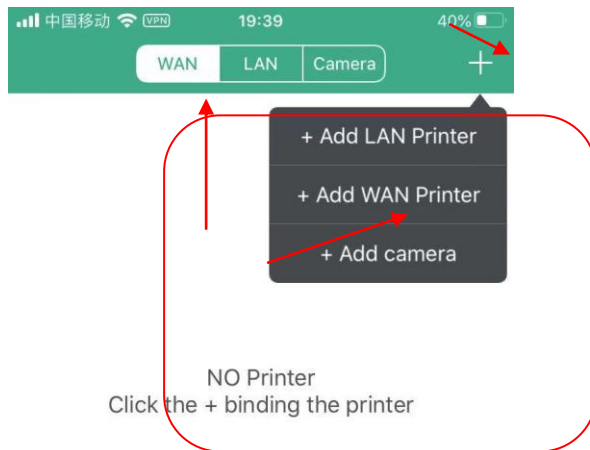 中国移动 VPN 19:39 40%
WAN LAN Camera +
+ Add LAN Printer
+ Add WAN Printer
+ Add camera
NO Printer
Click the + binding the printer